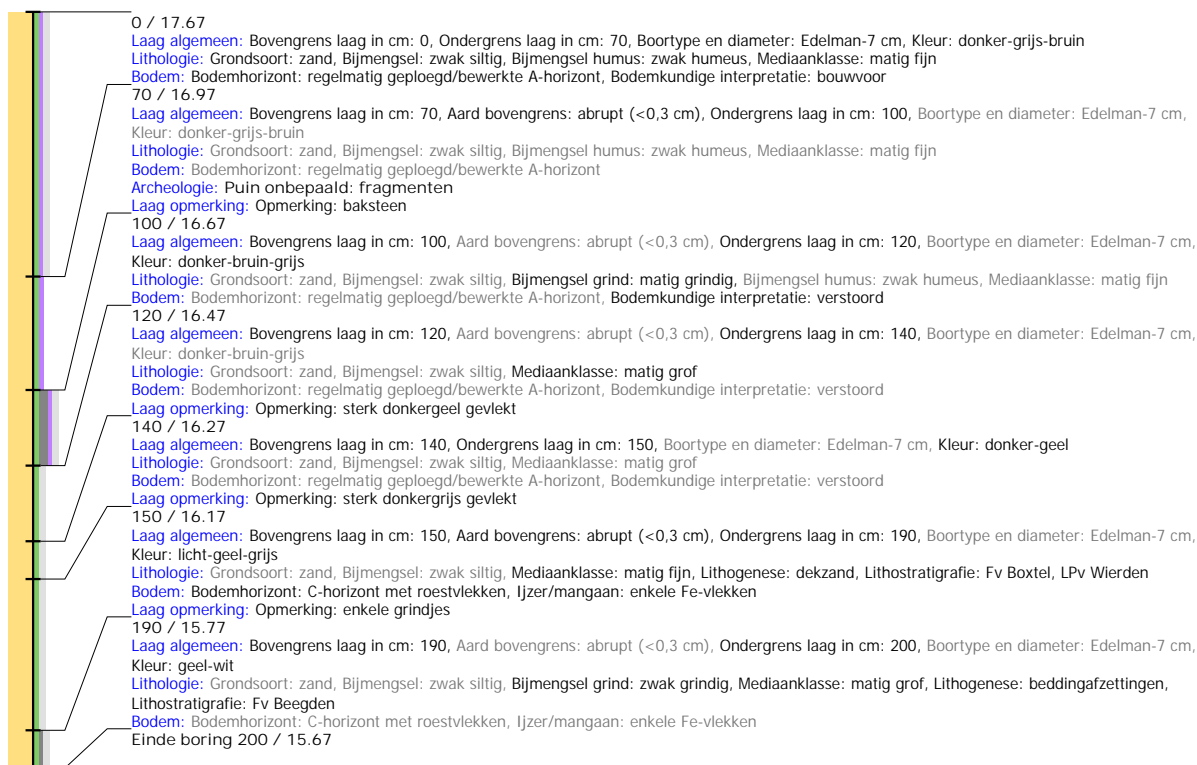 0 / 17.67
Laag algemeen: Bovengrens laag in cm: 0, Ondergrens laag in cm: 70, Boortype en diameter: Edelman-7 cm, Kleur: donker-grijs-bruin
Lithologie: Grondsoort: zand, Bijmengsel: zwak siltig, Bijmengsel humus: zwak humeus, Mediaanklasse: matig fijn
Bodem: Bodemhorizont: regelmatig geploegd/bewerkte A-horizont, Bodemkundige interpretatie: bouwvoor
70 / 16.97
Laag algemeen: Bovengrens laag in cm: 70, Aard bovengrens: abrupt (<0,3 cm), Ondergrens laag in cm: 100, Boortype en diameter: Edelman-7 cm,
Kleur: donker-grijs-bruin
Lithologie: Grondsoort: zand, Bijmengsel: zwak siltig, Bijmengsel humus: zwak humeus, Mediaanklasse: matig fijn
Bodem: Bodemhorizont: regelmatig geploegd/bewerkte A-horizont
Archeologie: Puin onbepaald: fragmenten
Laag opmerking: Opmerking: baksteen
100 / 16.67
Laag algemeen: Bovengrens laag in cm: 100, Aard bovengrens: abrupt (<0,3 cm), Ondergrens laag in cm: 120, Boortype en diameter: Edelman-7 cm,
Kleur: donker-bruin-grijs
Lithologie: Grondsoort: zand, Bijmengsel: zwak siltig, Bijmengsel grind: matig grindig, Bijmengsel humus: zwak humeus, Mediaanklasse: matig fijn
Bodem: Bodemhorizont: regelmatig geploegd/bewerkte A-horizont, Bodemkundige interpretatie: verstoord
120 / 16.47
Laag algemeen: Bovengrens laag in cm: 120, Aard bovengrens: abrupt (<0,3 cm), Ondergrens laag in cm: 140, Boortype en diameter: Edelman-7 cm,
Kleur: donker-bruin-grijs
Lithologie: Grondsoort: zand, Bijmengsel: zwak siltig, Mediaanklasse: matig grof
Bodem: Bodemhorizont: regelmatig geploegd/bewerkte A-horizont, Bodemkundige interpretatie: verstoord
Laag opmerking: Opmerking: sterk donkergeel gevlekt
140 / 16.27
Laag algemeen: Bovengrens laag in cm: 140, Ondergrens laag in cm: 150, Boortype en diameter: Edelman-7 cm, Kleur: donker-geel
Lithologie: Grondsoort: zand, Bijmengsel: zwak siltig, Mediaanklasse: matig grof
Bodem: Bodemhorizont: regelmatig geploegd/bewerkte A-horizont, Bodemkundige interpretatie: verstoord
Laag opmerking: Opmerking: sterk donkergrijs gevlekt
150 / 16.17
Laag algemeen: Bovengrens laag in cm: 150, Aard bovengrens: abrupt (<0,3 cm), Ondergrens laag in cm: 190, Boortype en diameter: Edelman-7 cm,
Kleur: licht-geel-grijs
Lithologie: Grondsoort: zand, Bijmengsel: zwak siltig, Mediaanklasse: matig fijn, Lithogenese: dekzand, Lithostratigrafie: Fv Boxtel, LPv Wierden
Bodem: Bodemhorizont: C-horizont met roestvlekken, Ijzer/mangaan: enkele Fe-vlekken
Laag opmerking: Opmerking: enkele grindjes
190 / 15.77
Laag algemeen: Bovengrens laag in cm: 190, Aard bovengrens: abrupt (<0,3 cm), Ondergrens laag in cm: 200, Boortype en diameter: Edelman-7 cm,
Kleur: geel-wit
Lithologie: Grondsoort: zand, Bijmengsel: zwak siltig, Bijmengsel grind: zwak grindig, Mediaanklasse: matig grof, Lithogenese: beddingafzettingen,
Lithostratigrafie: Fv Beegden
Bodem: Bodemhorizont: C-horizont met roestvlekken, Ijzer/mangaan: enkele Fe-vlekken
Einde boring 200 / 15.67